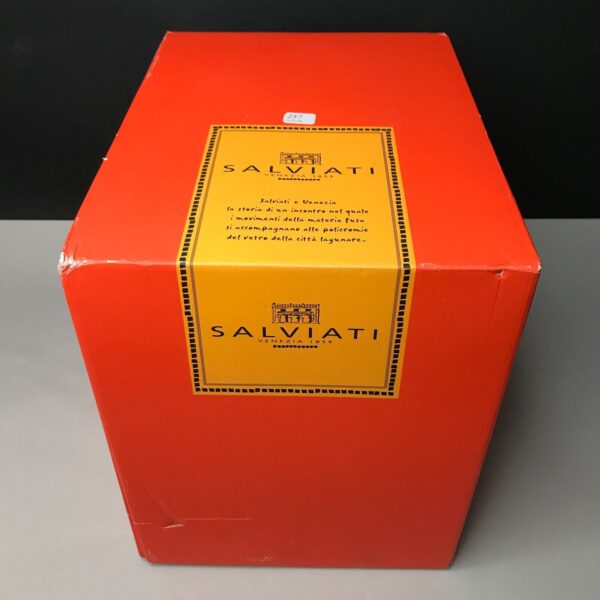 SALVIATI
VENEZIA 1859
Salviati e Venezia
la storia di un incontro nel quale
i movimenti della materia fusa
si accompagnano alle policromie
del vetro della città lagunare...
SALVIATI
VENEZIA 1859